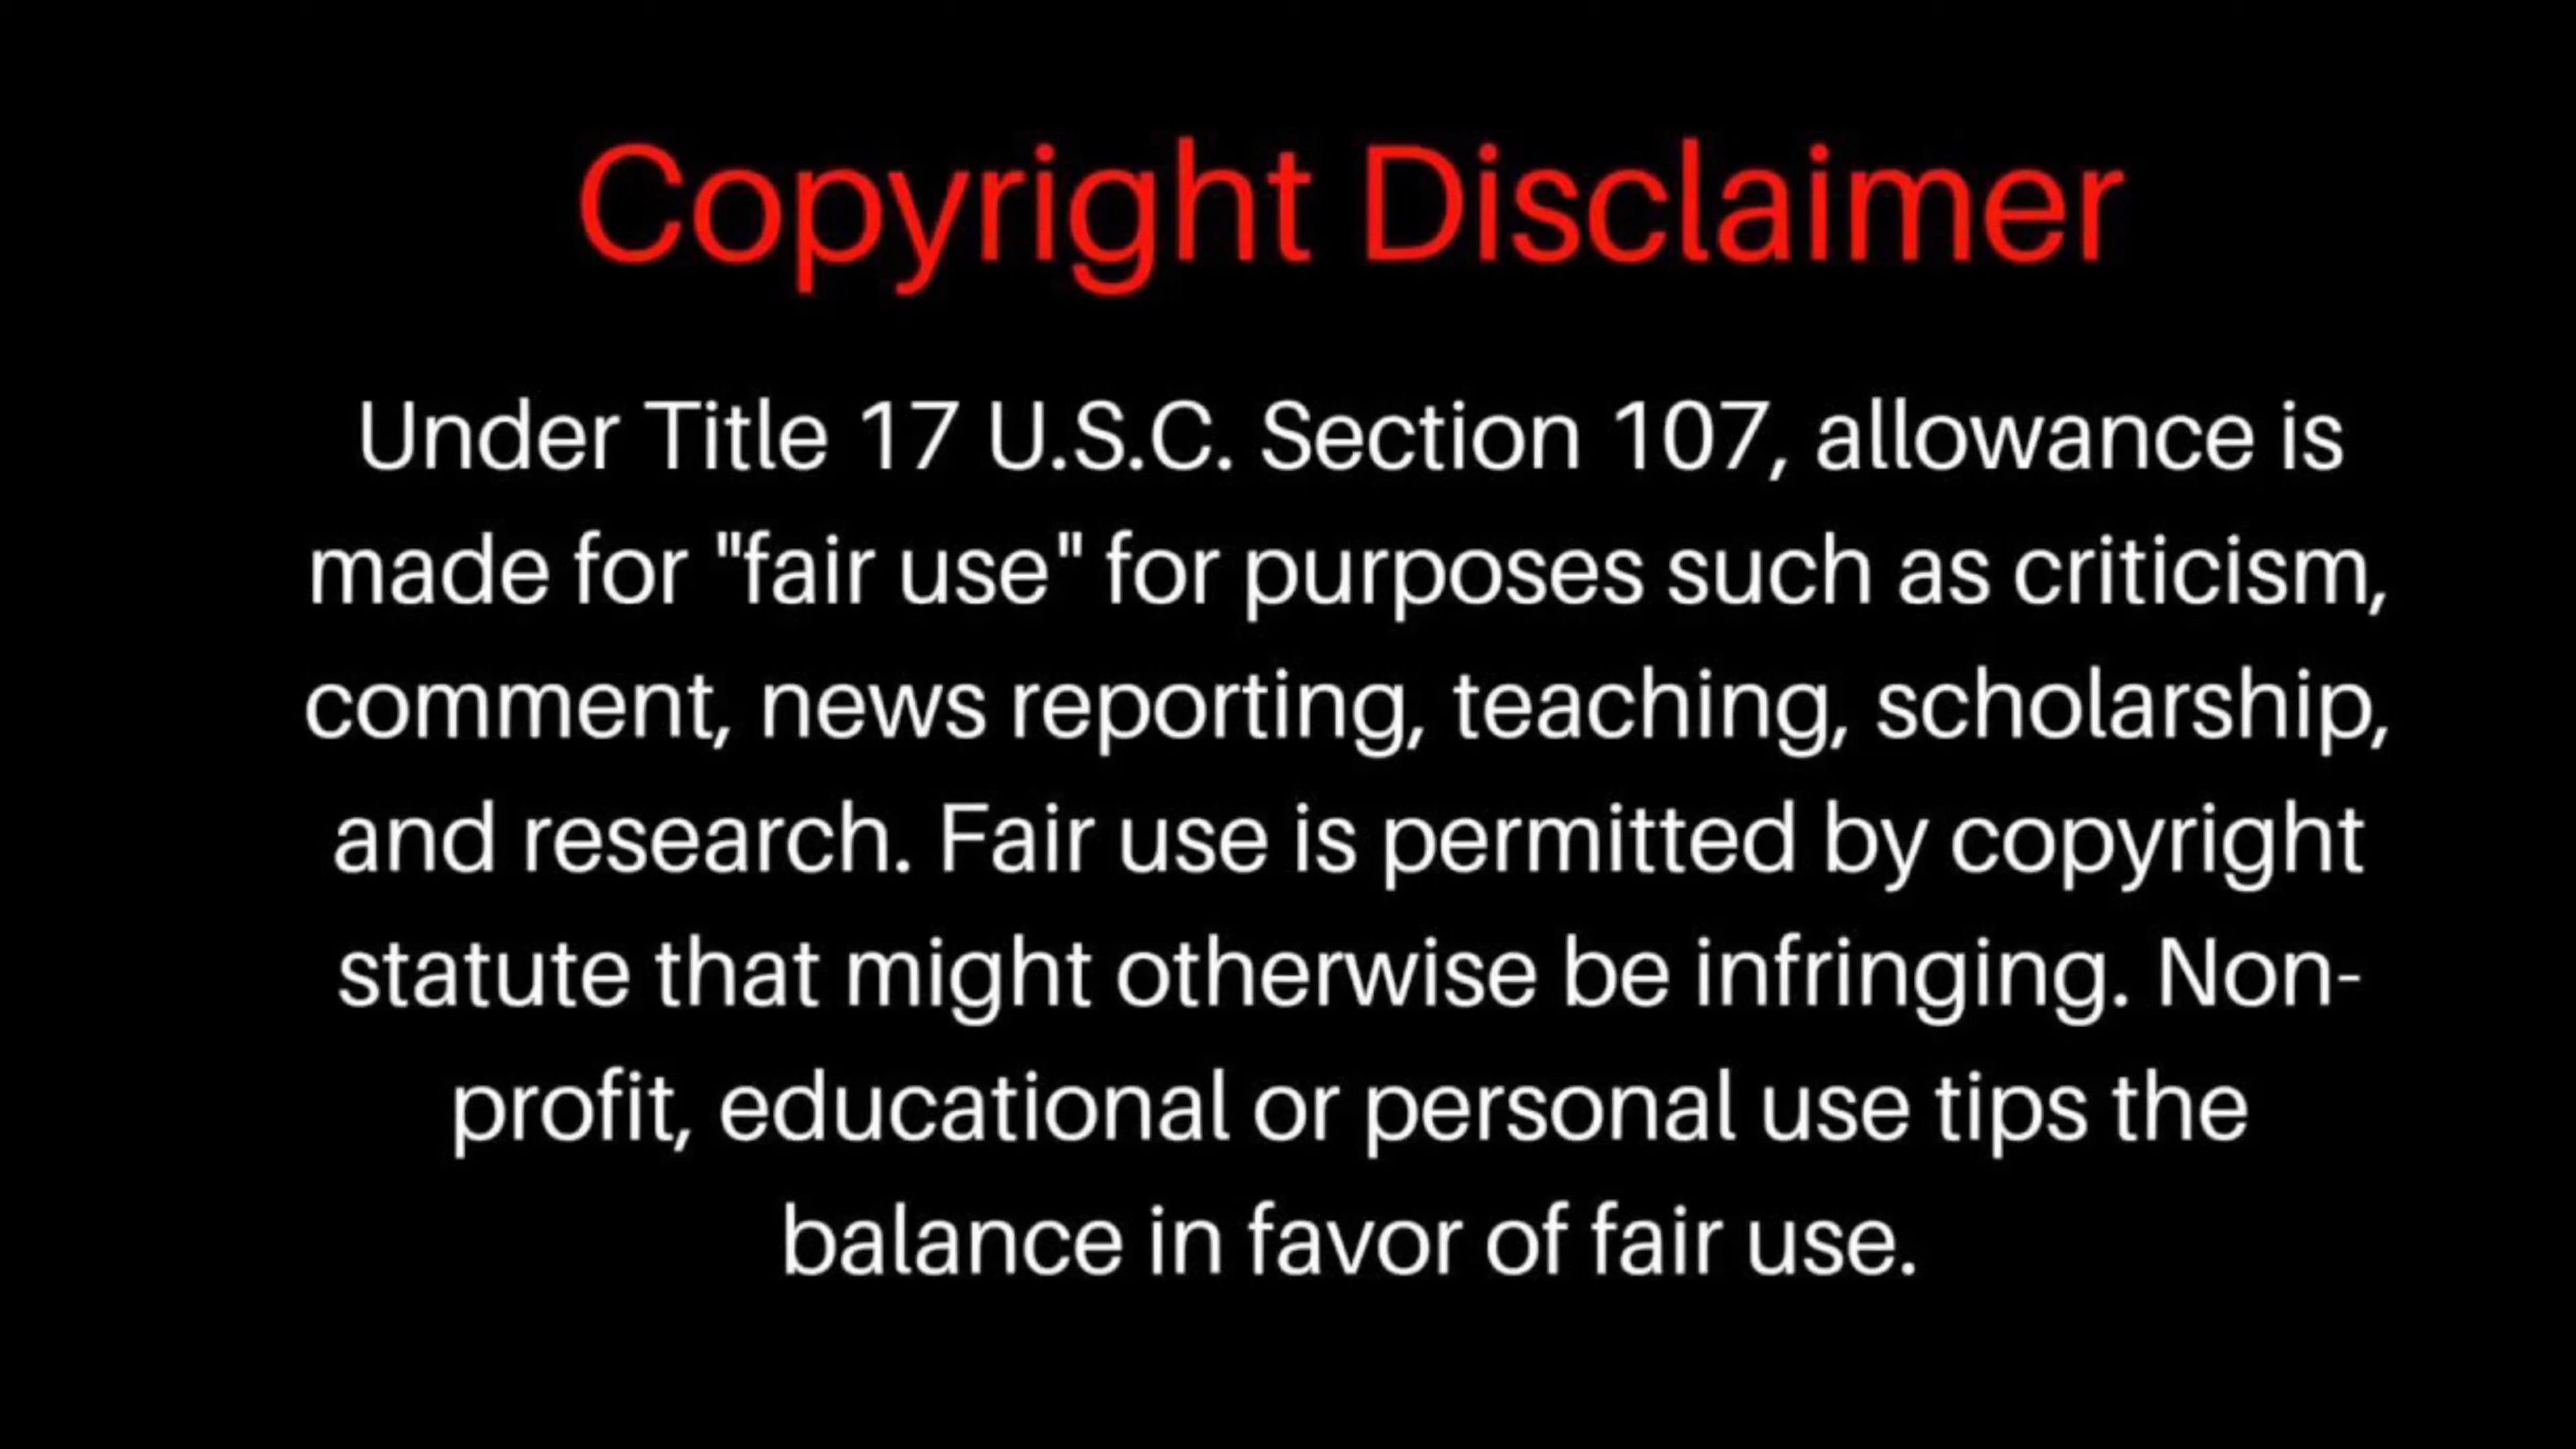 Copyright Disclaimer
Under Title 17 U.S.C. Section 107, allowance is
made for "fair use" for purposes such as criticism,
comment, news reporting, teaching, scholarship,
and research. Fair use is permitted by copyright
statute that might otherwise be infringing. Non-
profit, educational or personal use tips the
balance in favor of fair use.